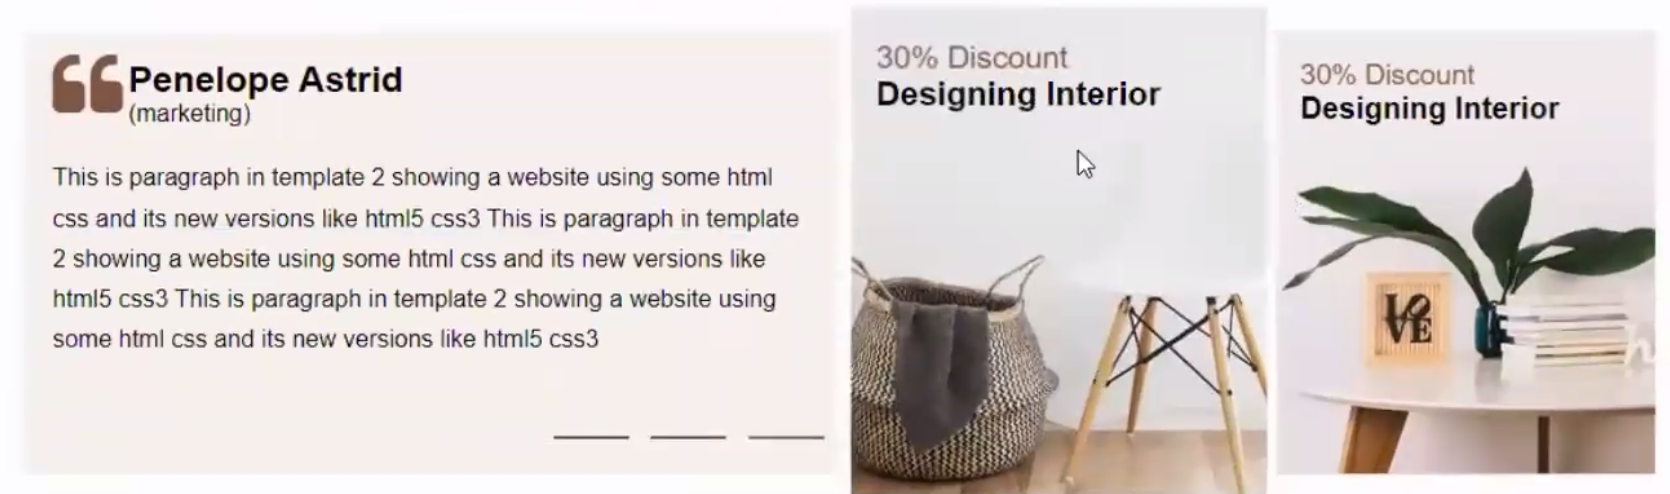 Penelope Astrid
(marketing)
This is paragraph in template 2 showing a website using some html
css and its new versions like html5 css3 This is paragraph in template
2 showing a website using some html css and its new versions like
html5 css3 This is paragraph in template 2 showing a website using
some html css and its new versions like html5 css3
30% Discount
Designing Interior
30% Discount
Designing Interior
LOVE